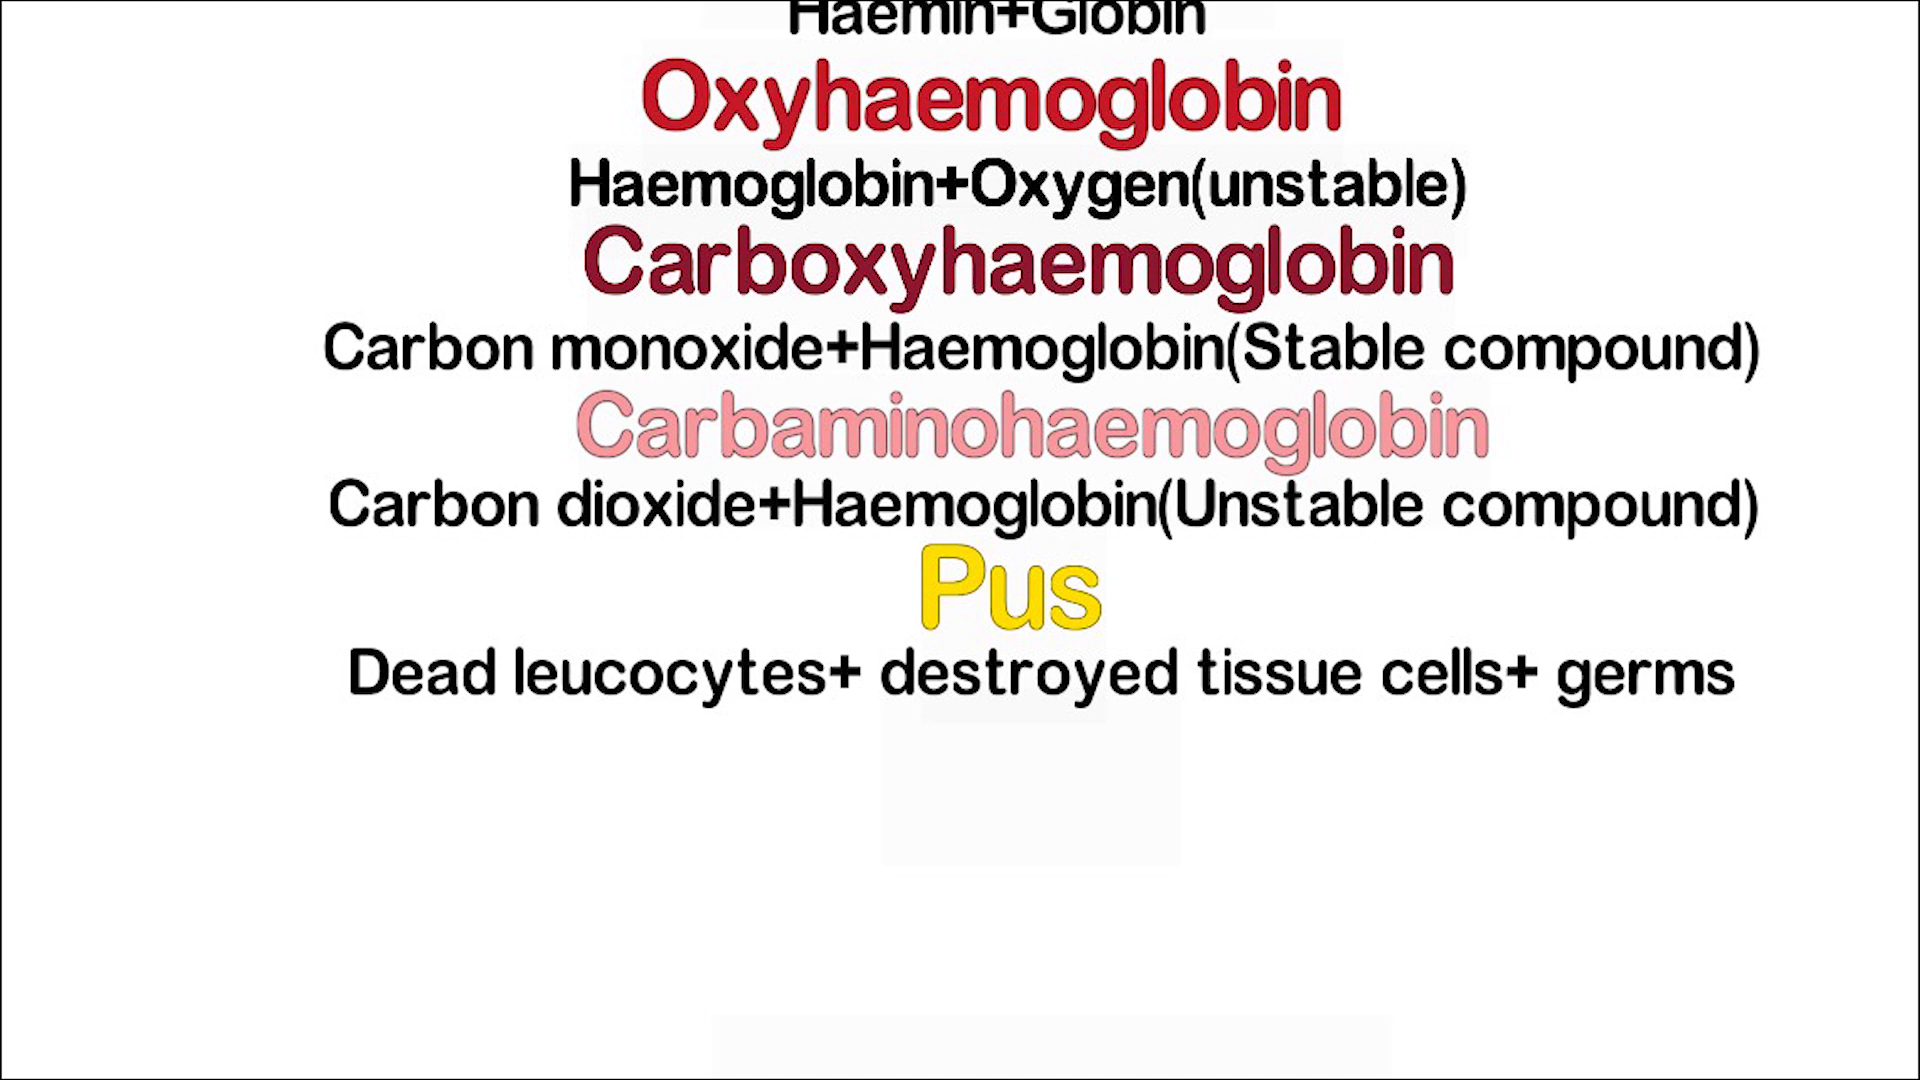 Haemin+Globin
Oxyhaemoglobin
Haemoglobin+Oxygen(unstable)
Carboxyhaemoglobin
Carbon monoxide+Haemoglobin(Stable compound)
Carbaminohaemoglobin
Carbon dioxide+Haemoglobin(Unstable compound)
Pus
Dead leucocytes+ destroyed tissue cells+ germs